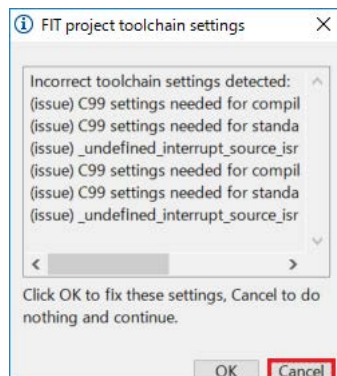 FIT project toolchain settings
Incorrect toolchain settings detected:
(issue) C99 settings needed for compil
(issue) C99 settings needed for standa
(issue) _undefined_interrupt_source_isr
(issue) C99 settings needed for compil
(issue) C99 settings needed for standa
(issue) _undefined_interrupt_source_isr
Click OK to fix these settings, Cancel to do
nothing and continue.
OK Cancel